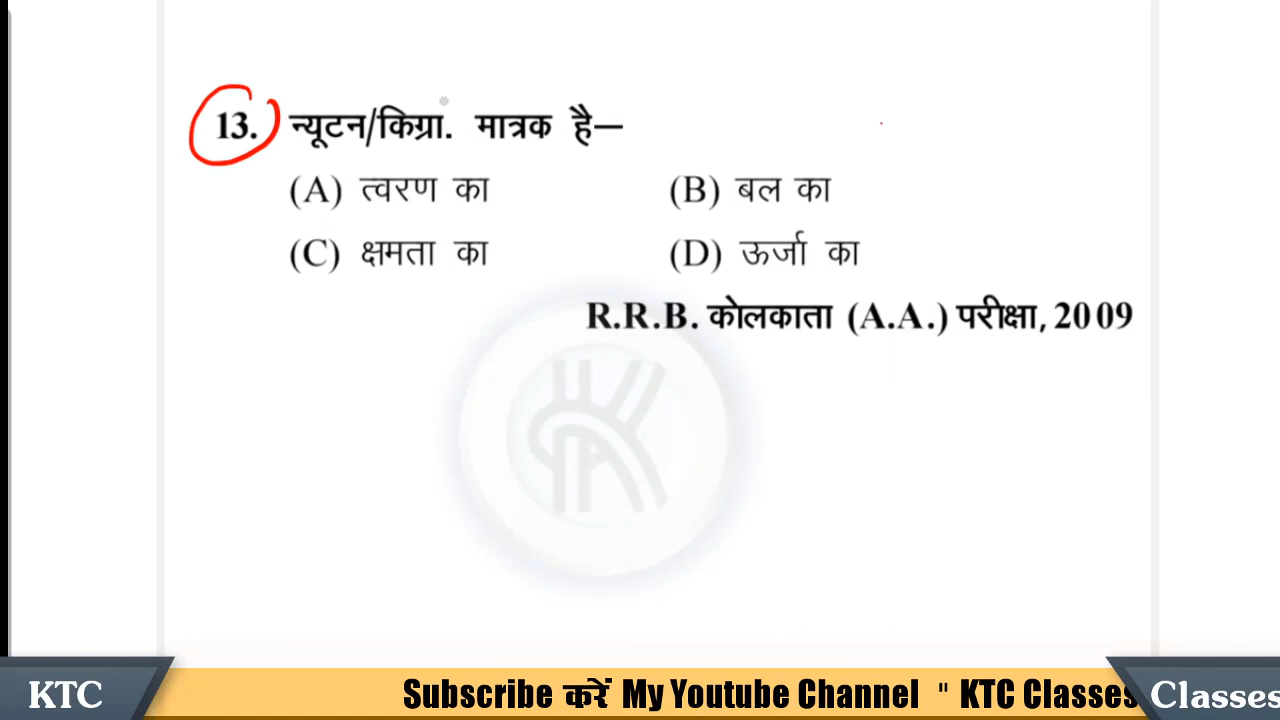 13. न्यूटन/किग्रा. मात्रक है—
(A) त्वरण का (B) बल का
(C) क्षमता का (D) ऊर्जा का
R.R.B. कोलकाता (A.A.) परीक्षा, 2009
KTC Subscribe करें My Youtube Channel " KTC Classes Classes